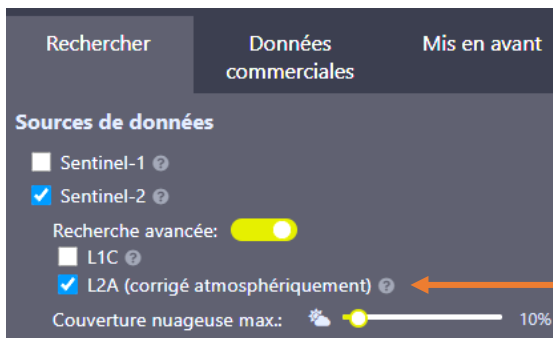 Rechercher
Données
commerciales
Mis en avant
Sources de données
Sentinel-1
Sentinel-2
Recherche avancée:
L1C
L2A (corrigé atmosphériquement)
Couverture nuageuse max.: 10%